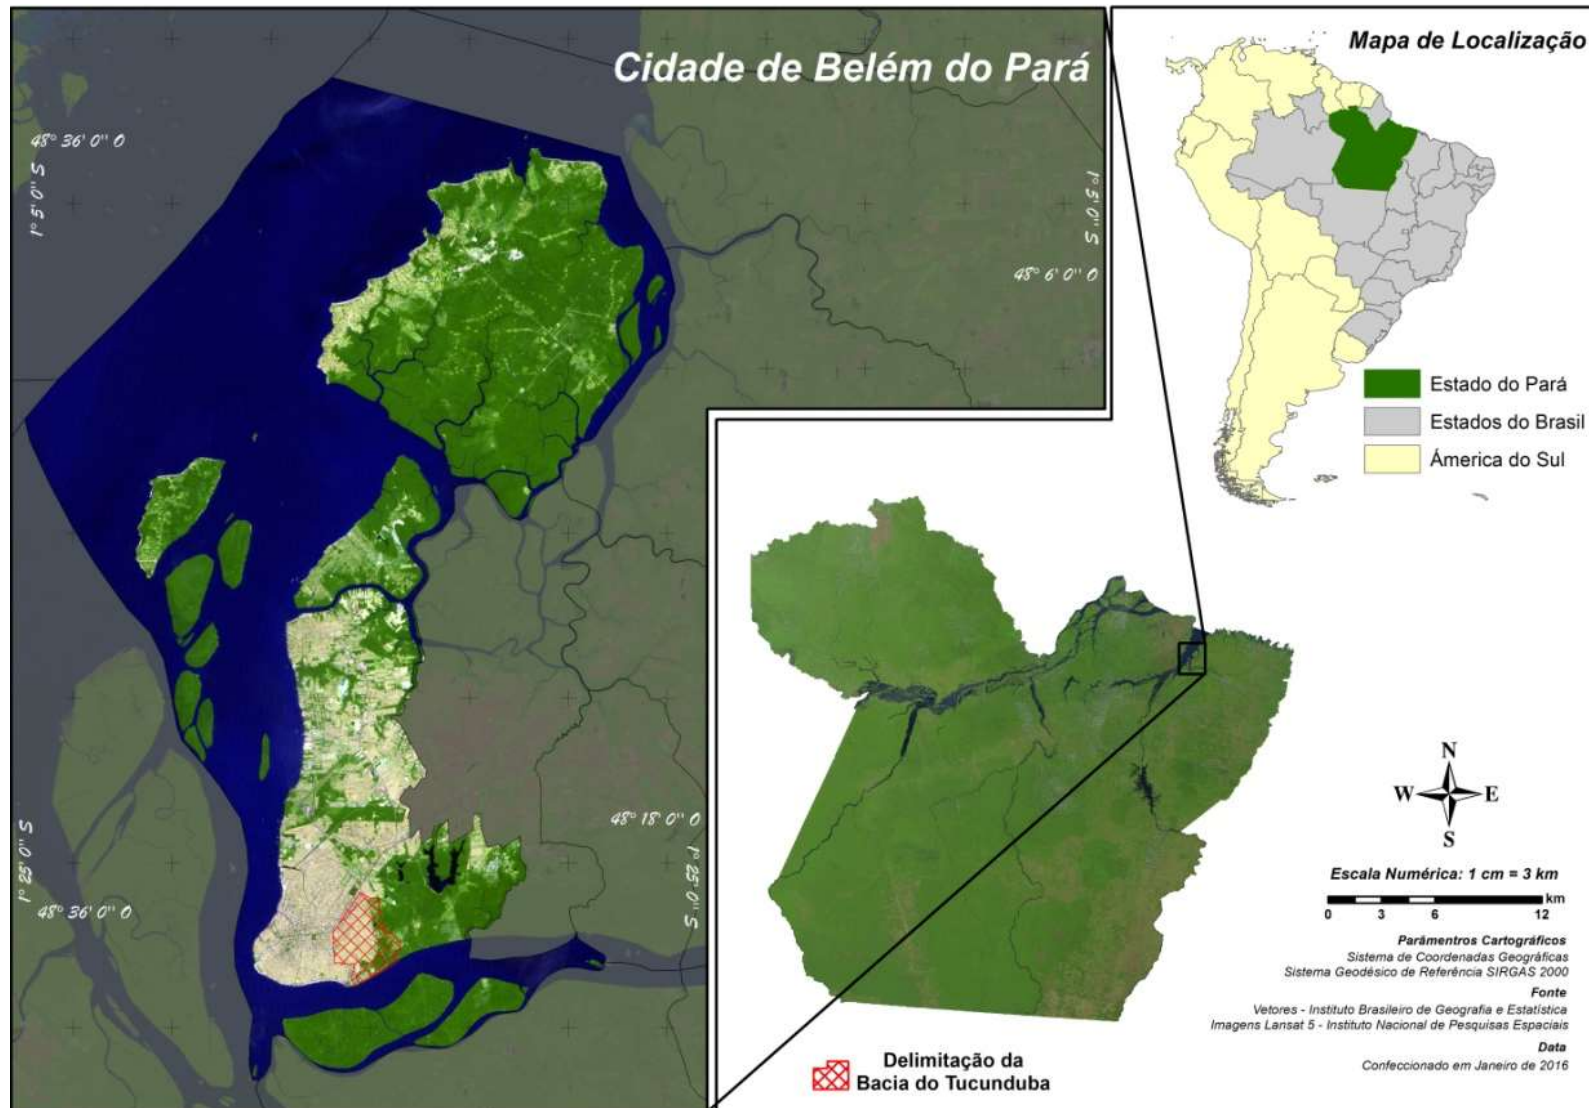 Cidade de Belém do Pará
48° 36' 0" O
1° 5' 0" S
1° 5' 0" S
48° 6' 0" O
48° 18' 0" O
1° 25' 0" S
1° 25' 0" S
48° 36' 0" O
Mapa de Localização
Estado do Pará
Estados do Brasil
Ámerica do Sul
N
W
E
S
Escala Numérica: 1 cm = 3 km
km
0 3 6 12
Parâmentros Cartográficos
Sistema de Coordenadas Geográficas
Sistema Geodésico de Referência SIRGAS 2000
Fonte
Vetores - Instituto Brasileiro de Geografia e Estatística
Imagens Lansat 5 - Instituto Nacional de Pesquisas Espaciais
Data
Confeccionado em Janeiro de 2016
Delimitação da
Bacia do Tucunduba